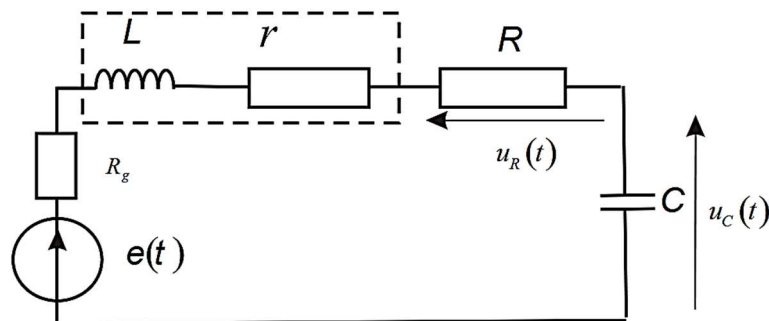 L
r
R
R_g
u_R(t)
C
u_C(t)
e(t)